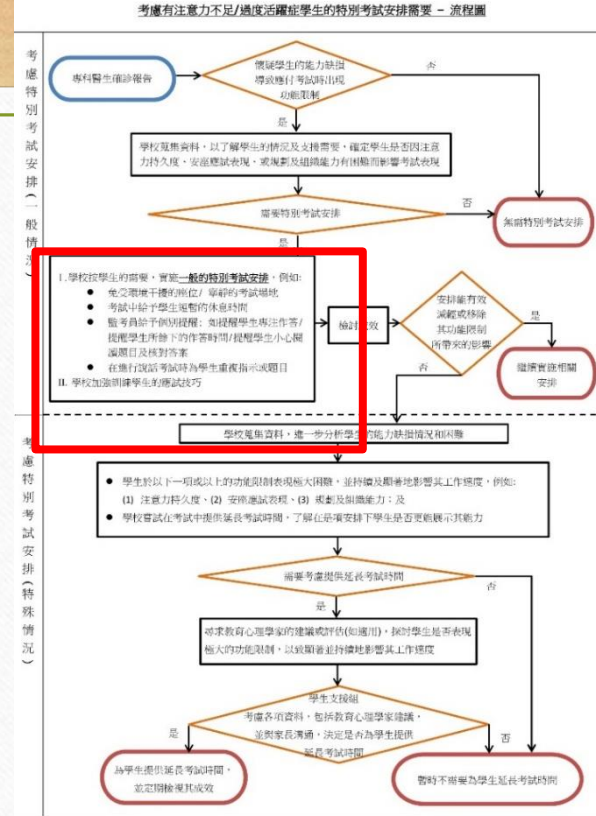 考慮有注意力不足/過度活躍症學生的特別考試安排需要 – 流程圖
考慮特別考試安排(一般情況)
專科醫生確診報告
懷疑學生的能力缺損
導致應付考試時出現
功能限制
否
是
學校蒐集資料，以了解學生的情況及支援需要，確定學生是否因注意
力持久度、安座應試表現、或規劃及組織能力有困難而影響考試表現
需要特別考試安排
否
無需特別考試安排
是
I .學校按學生的需要，實施一般的特別考試安排，例如:
● 免受環境干擾的座位/ 寧靜的考試場地
● 考試中給予學生短暫的休息時間
● 監考員給予個別提醒: 如提醒學生專注作答/
提醒學生所餘下的作答時間/提醒學生小心閱
讀題目及核對答案
● 在進行說話考試時為學生重複指示或題目
II. 學校加強訓練學生的應試技巧
檢討成效
安排能有效
減輕或移除
其功能限制
所帶來的影響
是
繼續實施相關
安排
否
考慮特別考試安排(特殊情況)
學校蒐集資料，進一步分析學生的能力缺損情況和困難
● 學生於以下一項或以上的功能限制表現極大困難，並持續及顯著地影響其工作速度，例如:
(1) 注意力持久度、(2) 安座應試表現、(3) 規劃及組織能力；及
● 學校嘗試在考試中提供延長考試時間，了解在是項安排下學生是否更能展示其能力
需要考慮提供延長考試時間
否
是
尋求教育心理學家的建議或評估(如適用)，探討學生是否表現
極大的功能限制，以致顯著並持續地影響其工作速度
學生支援組
考慮各項資料，包括教育心理學家建議，
並與家長溝通，決定是否為學生提供
延長考試時間
是
否
為學生提供延長考試時間，
並定期檢視其成效
暫時不需要為學生延長考試時間